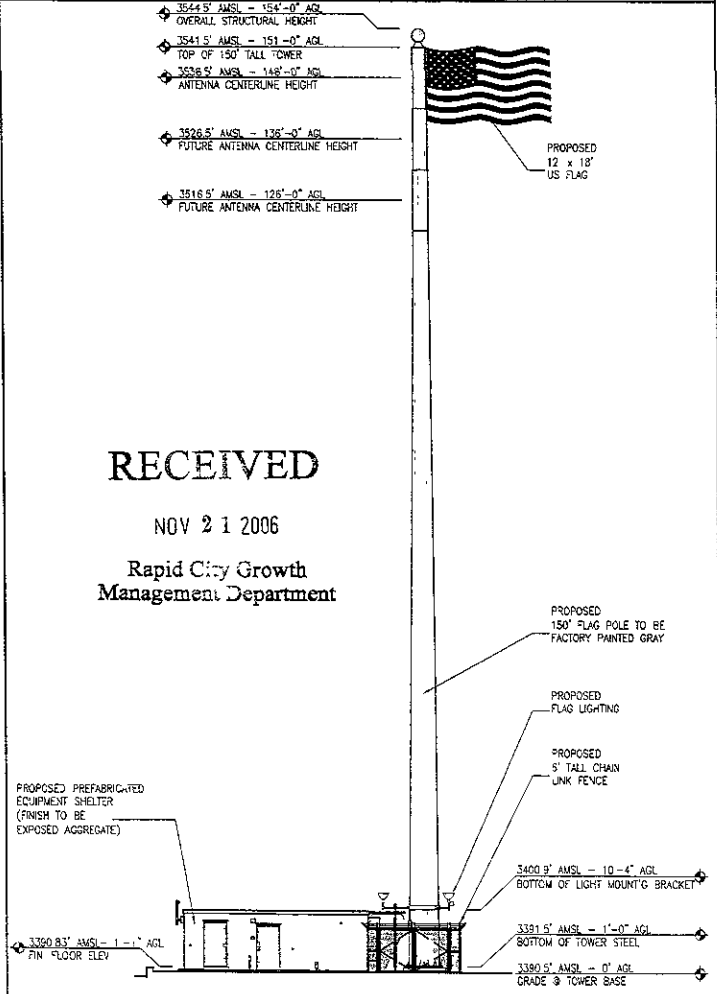 3544.5' AMSL - 154'-0" AGL
OVERALL STRUCTURAL HEIGHT
3541.5' AMSL - 151'-0" AGL
TOP OF 150' TALL TOWER
3538.5' AMSL - 148'-0" AGL
ANTENNA CENTERLINE HEIGHT
3526.5' AMSL - 136'-0" AGL
FUTURE ANTENNA CENTERLINE HEIGHT
3516.5' AMSL - 126'-0" AGL
FUTURE ANTENNA CENTERLINE HEIGHT
PROPOSED
12 x 18'
US FLAG
RECEIVED
NOV 21 2006
Rapid City Growth
Management Department
PROPOSED
150' FLAG POLE TO BE
FACTORY PAINTED GRAY
PROPOSED
FLAG LIGHTING
PROPOSED
TALL CHAIN
LINK FENCE
PROPOSED PREFABRICATED
EQUIPMENT SHELTER
(FINISH TO BE
EXPOSED AGGREGATE)
3400.9' AMSL - 10'-4" AGL
BOTTOM OF LIGHT MOUNT'G BRACKET
3391.5' AMSL - 1'-0" AGL
BOTTOM OF TOWER STEEL
3390.83' AMSL - AGL
FIN FLOOR ELEV
3390.5' AMSL - 0' AGL
GRADE @ TOWER BASE